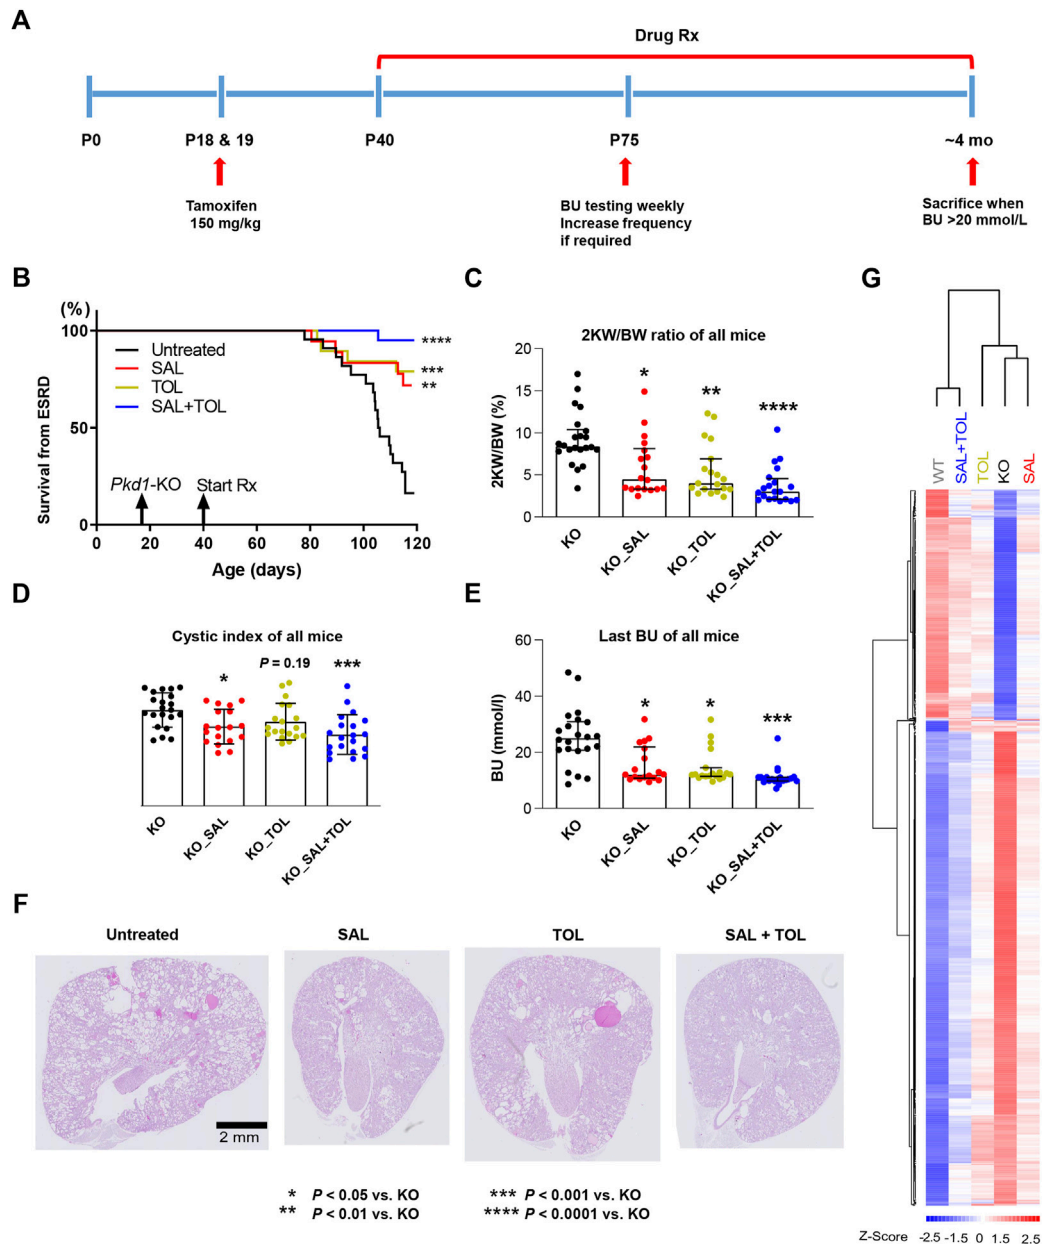 A
Drug Rx
P0
P18 & 19
P40
P75
~4 mo
Tamoxifen
150 mg/kg
BU testing weekly
Increase frequency
if required
Sacrifice when
BU >20 mmol/L
B
(%)
100
50
0
Survival from ESRD
Untreated
SAL
TOL
SAL+TOL
****
***
**
Pkd1-KO
Start Rx
0 20 40 60 80 100 120
Age (days)
C
2KW/BW ratio of all mice
20
15
10
5
0
2KW/BW (%)
*
**
****
KO
KO_SAL
KO_TOL
KO_SAL+TOL
D
Cystic index of all mice
*
P = 0.19
***
KO
KO_SAL
KO_TOL
KO_SAL+TOL
E
Last BU of all mice
60
40
20
0
BU (mmol/l)
*
*
***
KO
KO_SAL
KO_TOL
KO_SAL+TOL
F
Untreated
SAL
TOL
SAL + TOL
2 mm
* P < 0.05 vs. KO
** P < 0.01 vs. KO
*** P < 0.001 vs. KO
**** P < 0.0001 vs. KO
G
WT
SAL+TOL
TOL
KO
SAL
Z-Score -2.5 -1.5 0 1.5 2.5